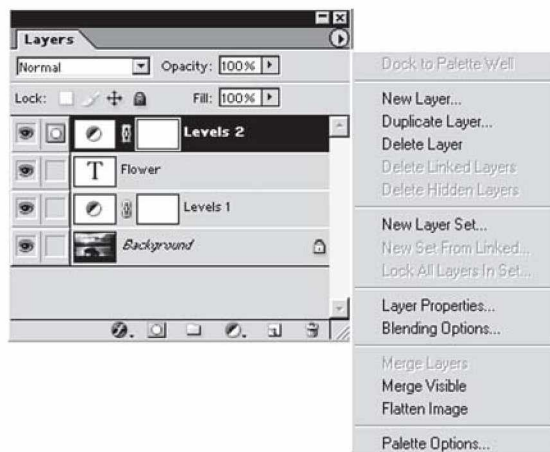 Layers
Normal
Opacity: 100%
Lock:
Fill: 100%
Levels 2
T Flower
Levels 1
Background
Dock to Palette Well
New Layer...
Duplicate Layer...
Delete Layer
Delete Linked Layers
Delete Hidden Layers
New Layer Set...
New Set From Linked...
Lock All Layers In Set...
Layer Properties...
Blending Options...
Merge Layers
Merge Visible
Flatten Image
Palette Options...